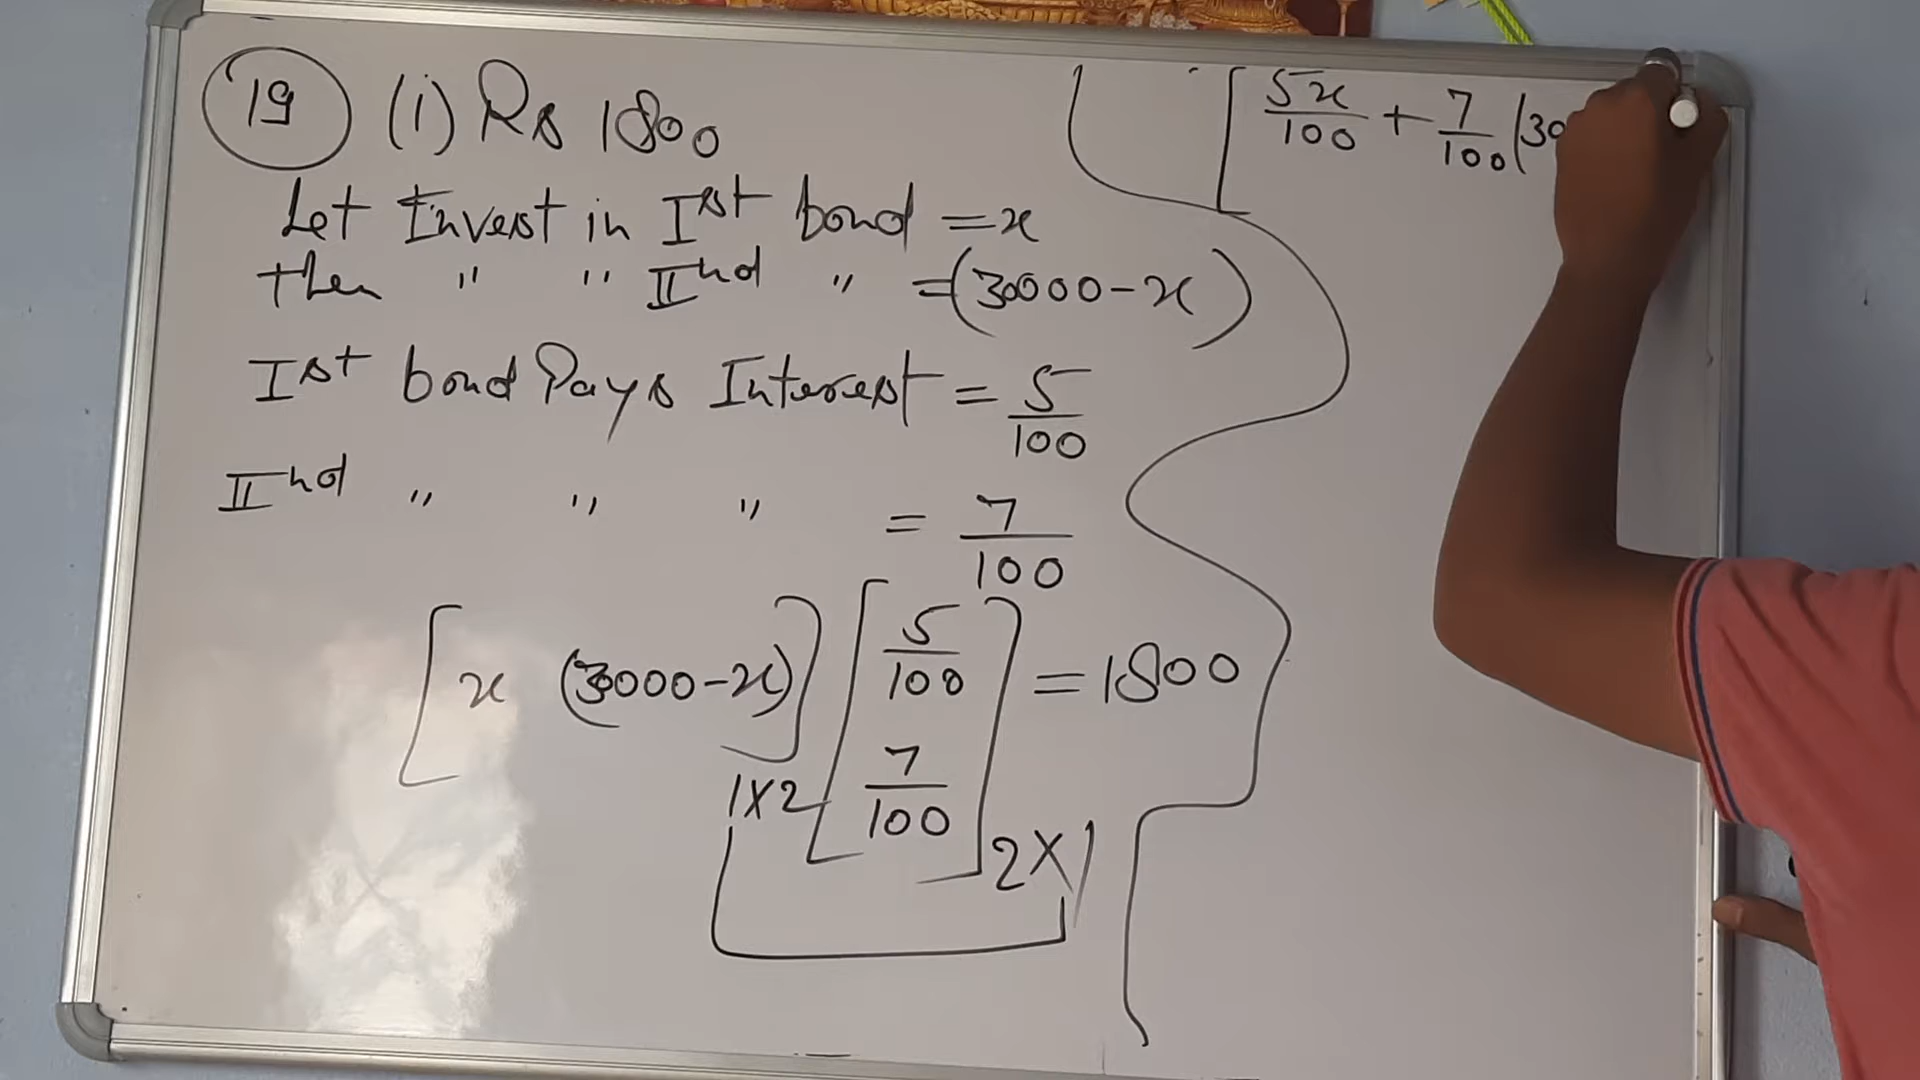 19 (i) Rs 1800
Let Invest in Ist bond = x
then " " IInd " = (30000 - x)
Ist bond Pays Interest = 5/100
IInd " " " = 7/100
[x (30000 - x)] 1X2 [5/100 7/100] 2X1 = 1800
[5x/100 + 7/100 (30